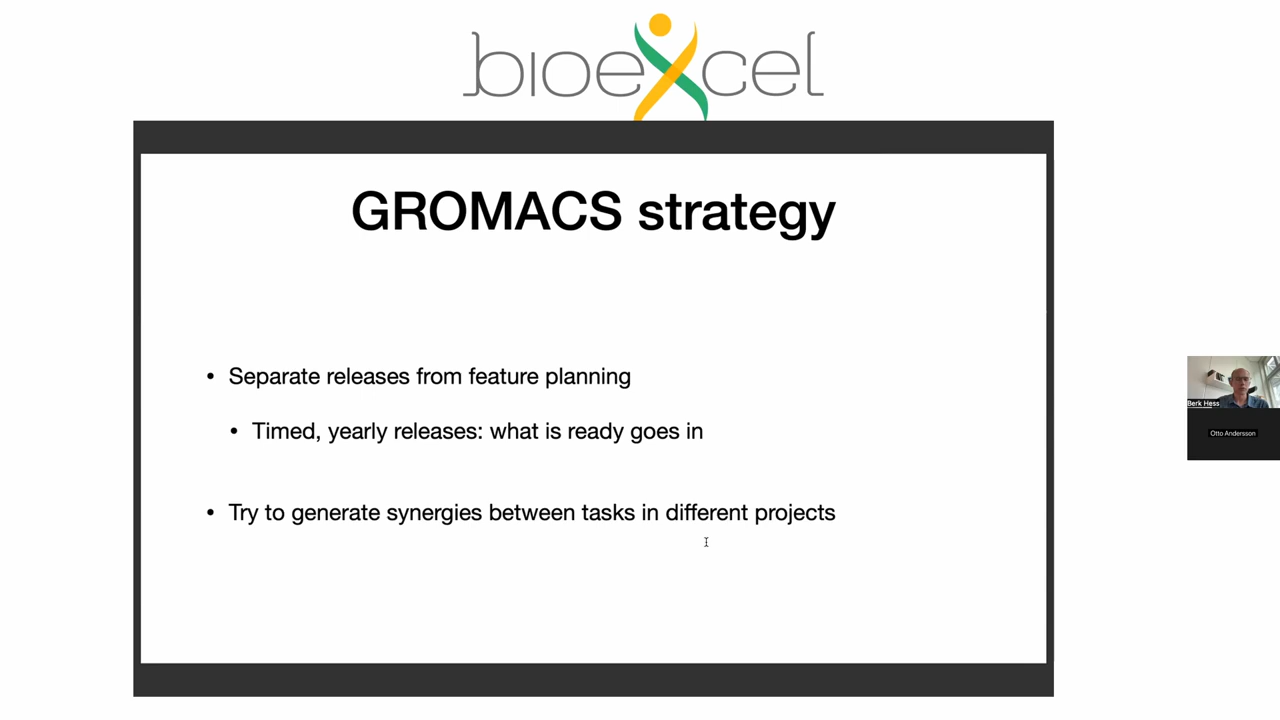 bioexcel
GROMACS strategy
• Separate releases from feature planning
• Timed, yearly releases: what is ready goes in
• Try to generate synergies between tasks in different projects
Berk Hess
Otto Andersson